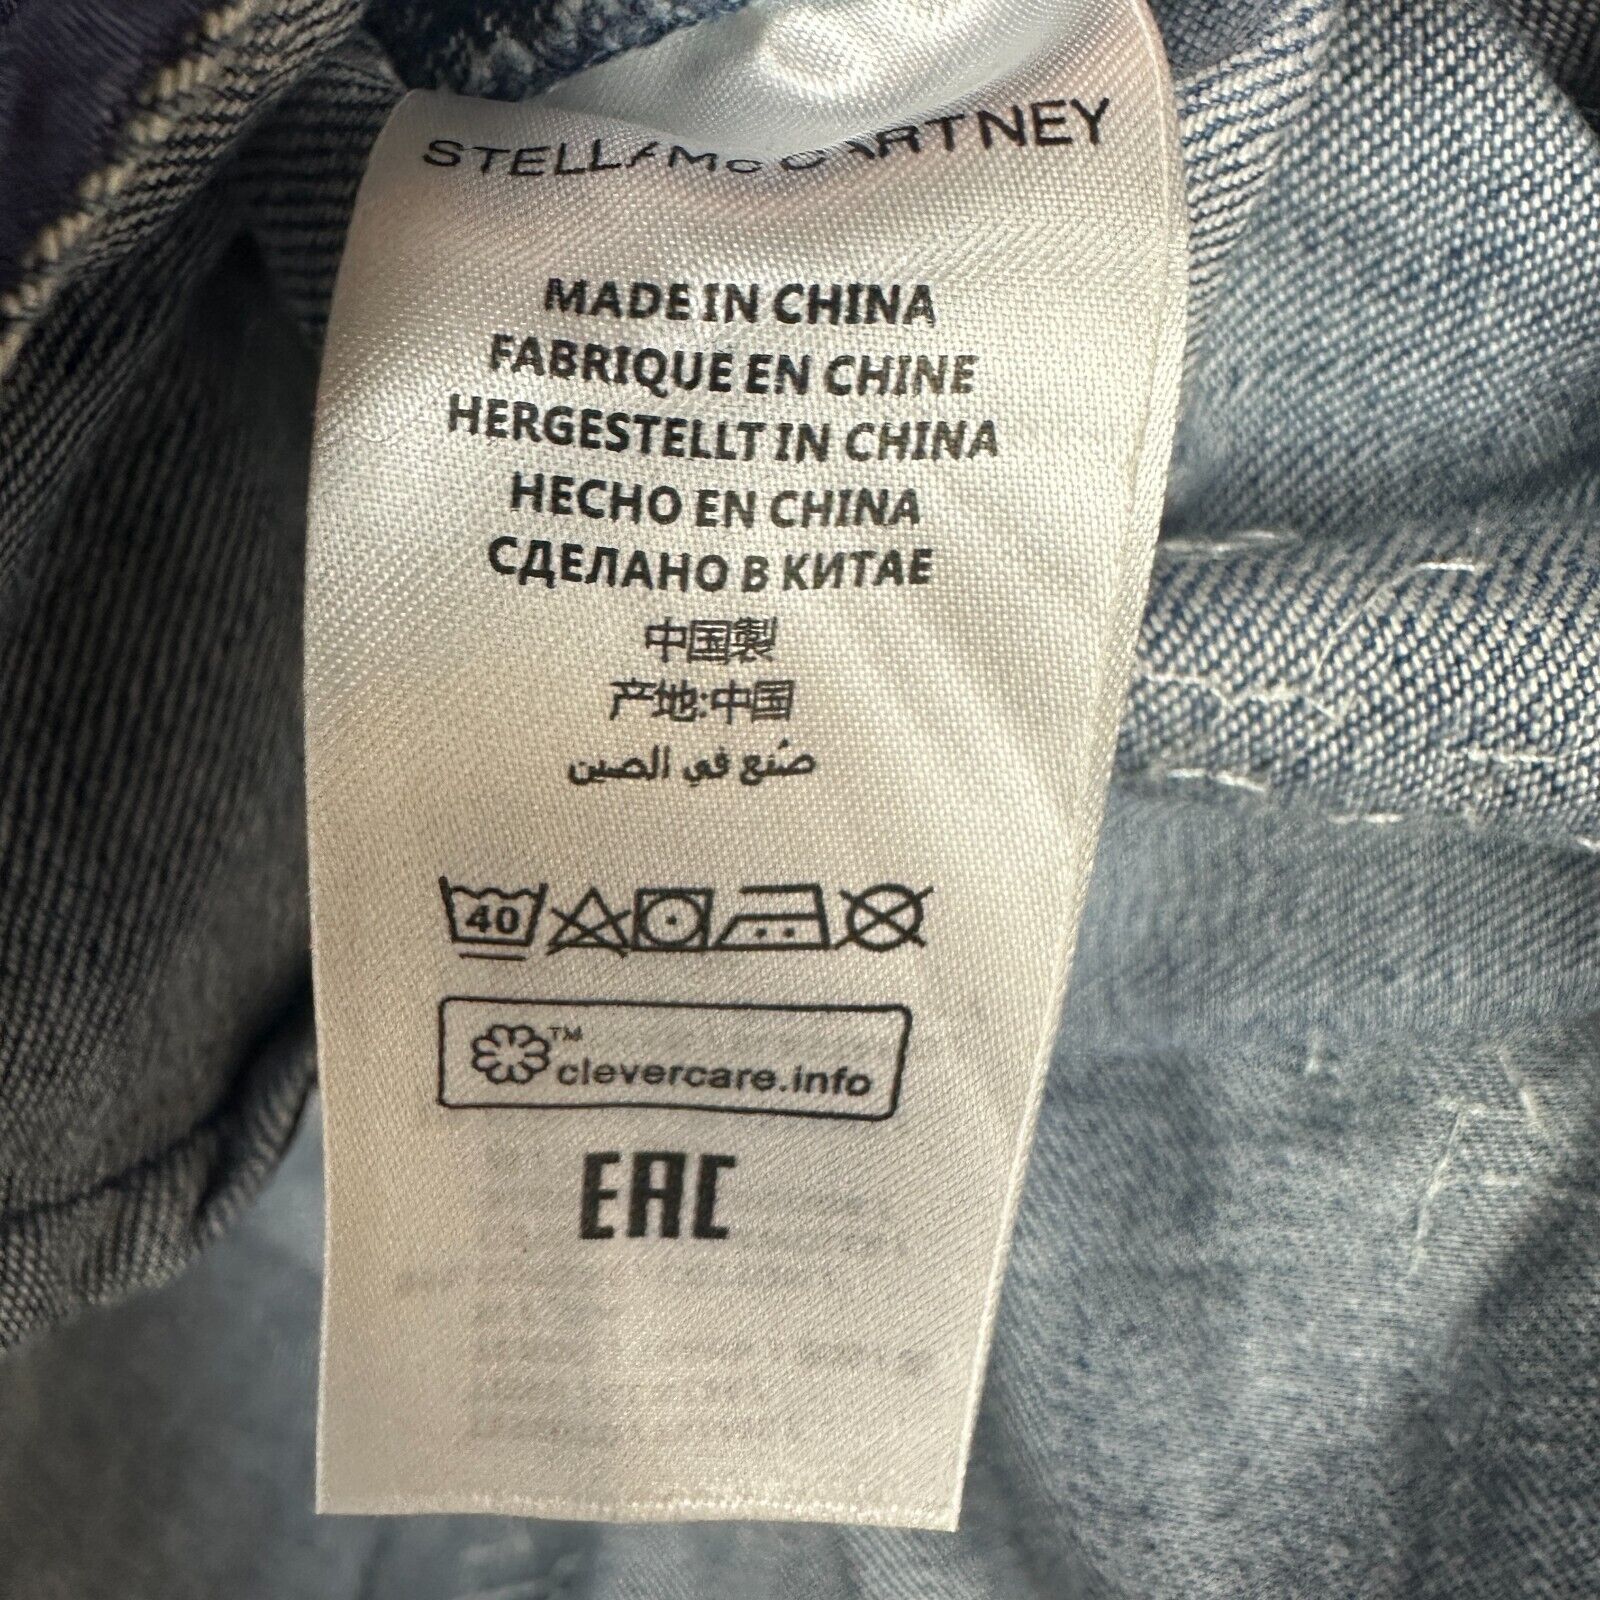 STELLA McCARTNEY
MADE IN CHINA
FABRIQUE EN CHINE
HERGESTELLT IN CHINA
HECHO EN CHINA
СДЕЛАНО В КИТАЕ
中国製
产地:中国
صُنع في الصين
40
™
clevercare.info
EAC